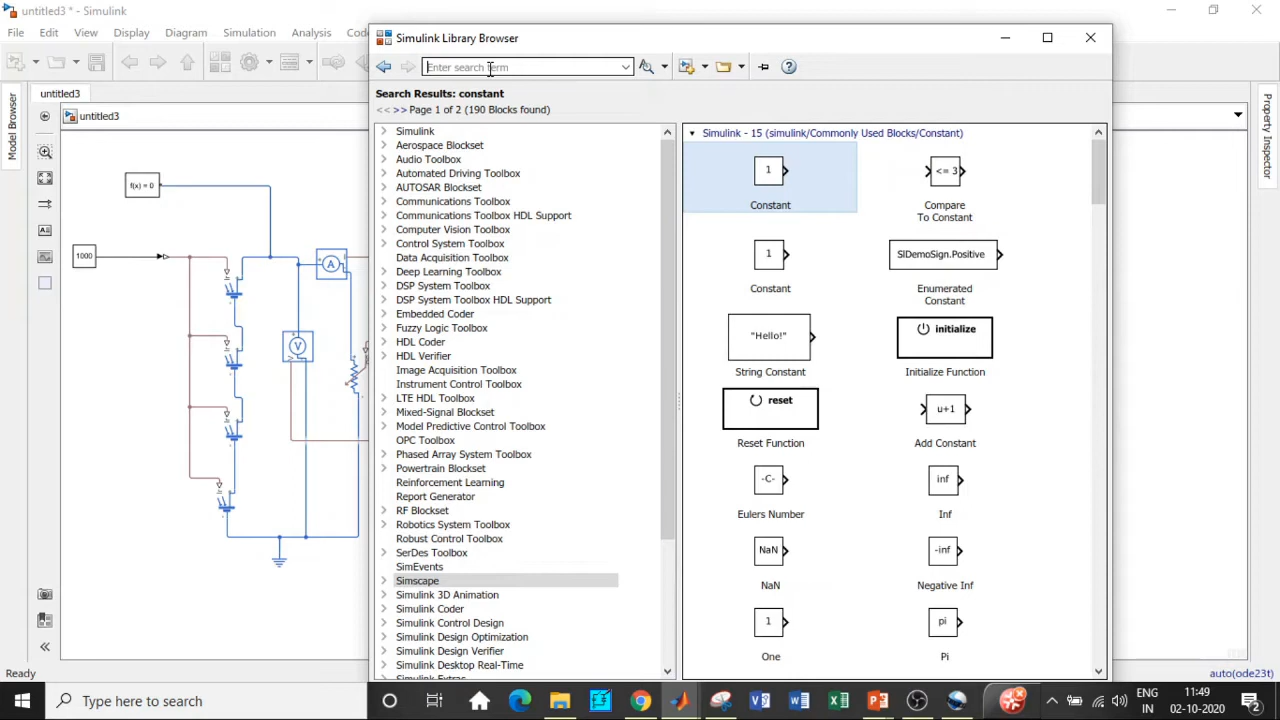 untitled3 * - Simulink
File Edit View Display Diagram Simulation Analysis
Simulink Library Browser
Enter search term
untitled3
Search Results: constant
<< >> Page 1 of 2 (190 Blocks found)
Model Browser
untitled3
Property Inspector
f(x) = 0
1000
A
V
Simulink
Aerospace Blockset
Audio Toolbox
Automated Driving Toolbox
AUTOSAR Blockset
Communications Toolbox
Communications Toolbox HDL Support
Computer Vision Toolbox
Control System Toolbox
Data Acquisition Toolbox
Deep Learning Toolbox
DSP System Toolbox
DSP System Toolbox HDL Support
Embedded Coder
Fuzzy Logic Toolbox
HDL Coder
HDL Verifier
Image Acquisition Toolbox
Instrument Control Toolbox
LTE HDL Toolbox
Mixed-Signal Blockset
Model Predictive Control Toolbox
OPC Toolbox
Phased Array System Toolbox
Powertrain Blockset
Reinforcement Learning
Report Generator
RF Blockset
Robotics System Toolbox
Robust Control Toolbox
SerDes Toolbox
SimEvents
Simscape
Simulink 3D Animation
Simulink Coder
Simulink Control Design
Simulink Design Optimization
Simulink Design Verifier
Simulink Desktop Real-Time
Simulink Extras
Simulink - 15 (simulink/Commonly Used Blocks/Constant)
1
<= 3
Constant
Compare
To Constant
1
SlDemoSign.Positive
Constant
Enumerated
Constant
"Hello!"
initialize
String Constant
Initialize Function
reset
u+1
Reset Function
Add Constant
-C-
inf
Eulers Number
Inf
NaN
-inf
NaN
Negative Inf
1
pi
One
Pi
Ready
auto(ode23t)
Type here to search
ENG
IN
11:49
02-10-2020
2